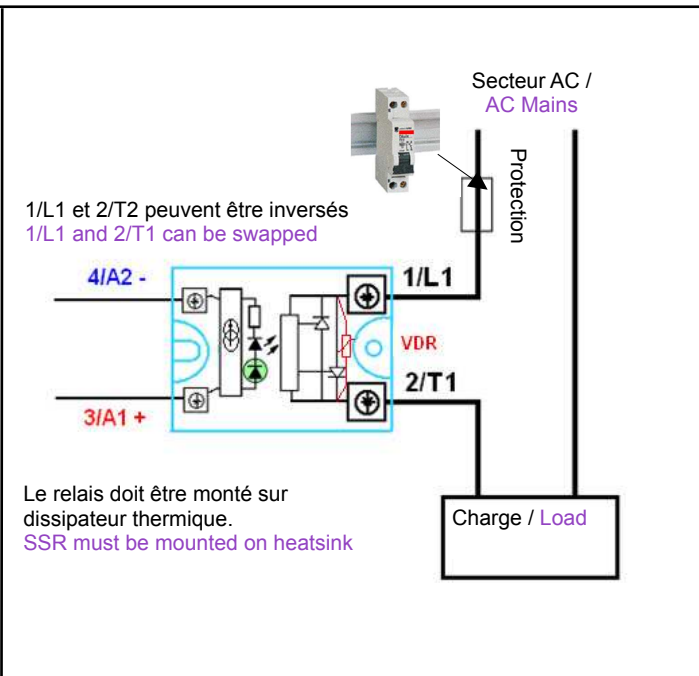 Secteur AC /
AC Mains
Protection
1/L1 et 2/T2 peuvent être inversés
1/L1 and 2/T1 can be swapped
4/A2 -
1/L1
VDR
2/T1
3/A1 +
Le relais doit être monté sur
dissipateur thermique.
SSR must be mounted on heatsink
Charge / Load